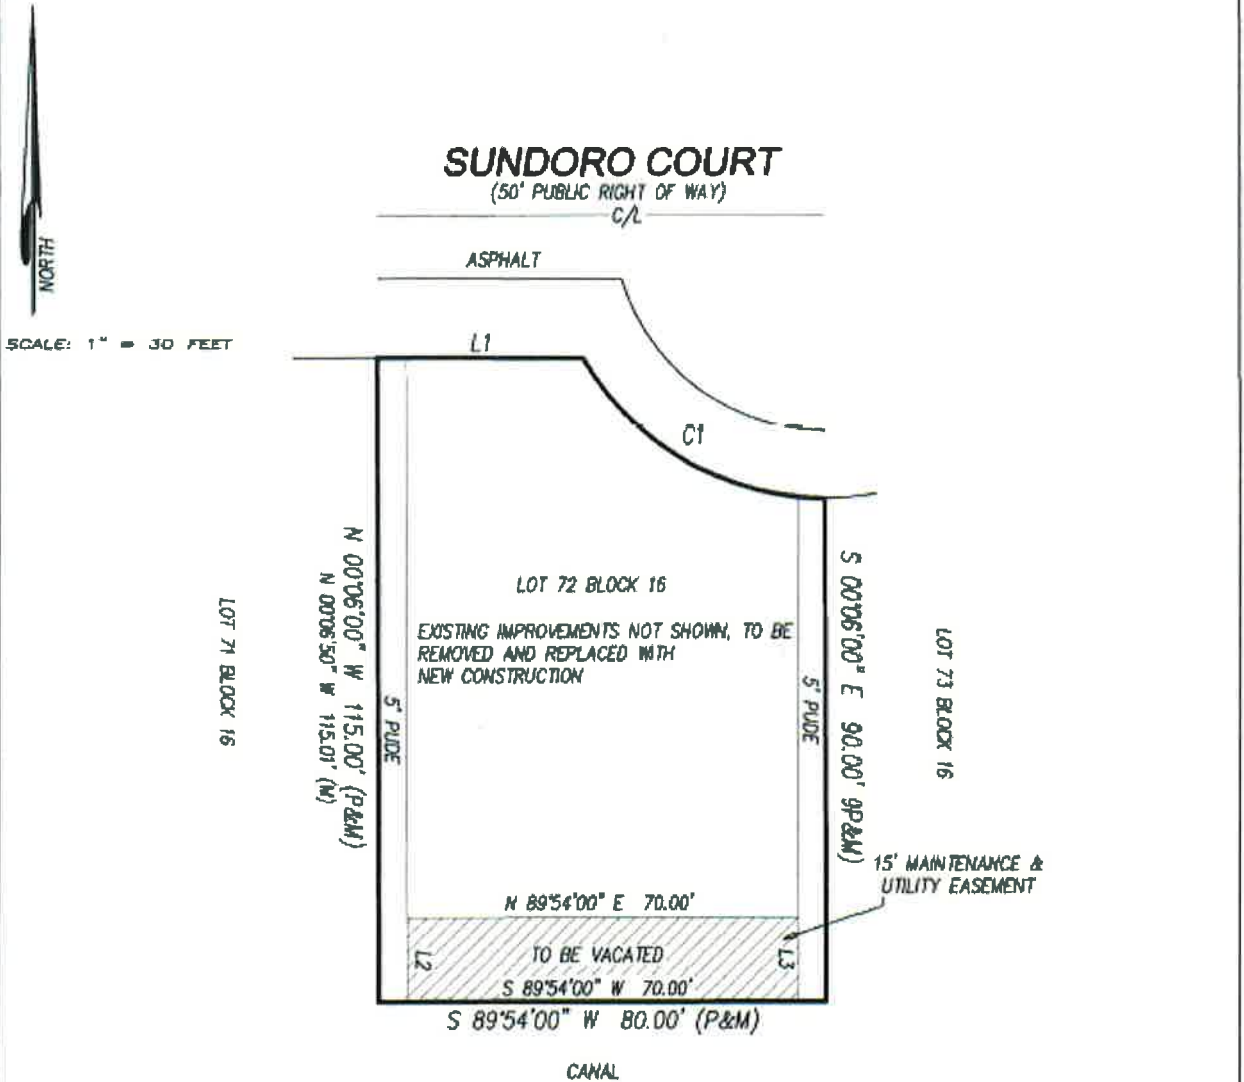 SUNDORO COURT
(50' PUBLIC RIGHT OF WAY)
C/L
ASPHALT
NORTH
SCALE: 1" = 30 FEET
L1
C1
LOT 72 BLOCK 16
EXISTING IMPROVEMENTS NOT SHOWN, TO BE
REMOVED AND REPLACED WITH
NEW CONSTRUCTION
LOT 71 BLOCK 16
N 00°06'50" W 115.01' (M)
N 00°06'00" W 115.00' (P&M)
5' PUDE
5' PUDE
S 00°06'00" E 90.00' 9P&M)
LOT 73 BLOCK 16
15' MAINTENANCE &
UTILITY EASEMENT
N 89°54'00" E 70.00'
L2
TO BE VACATED
L3
S 89°54'00" W 70.00'
S 89°54'00" W 80.00' (P&M)
CANAL